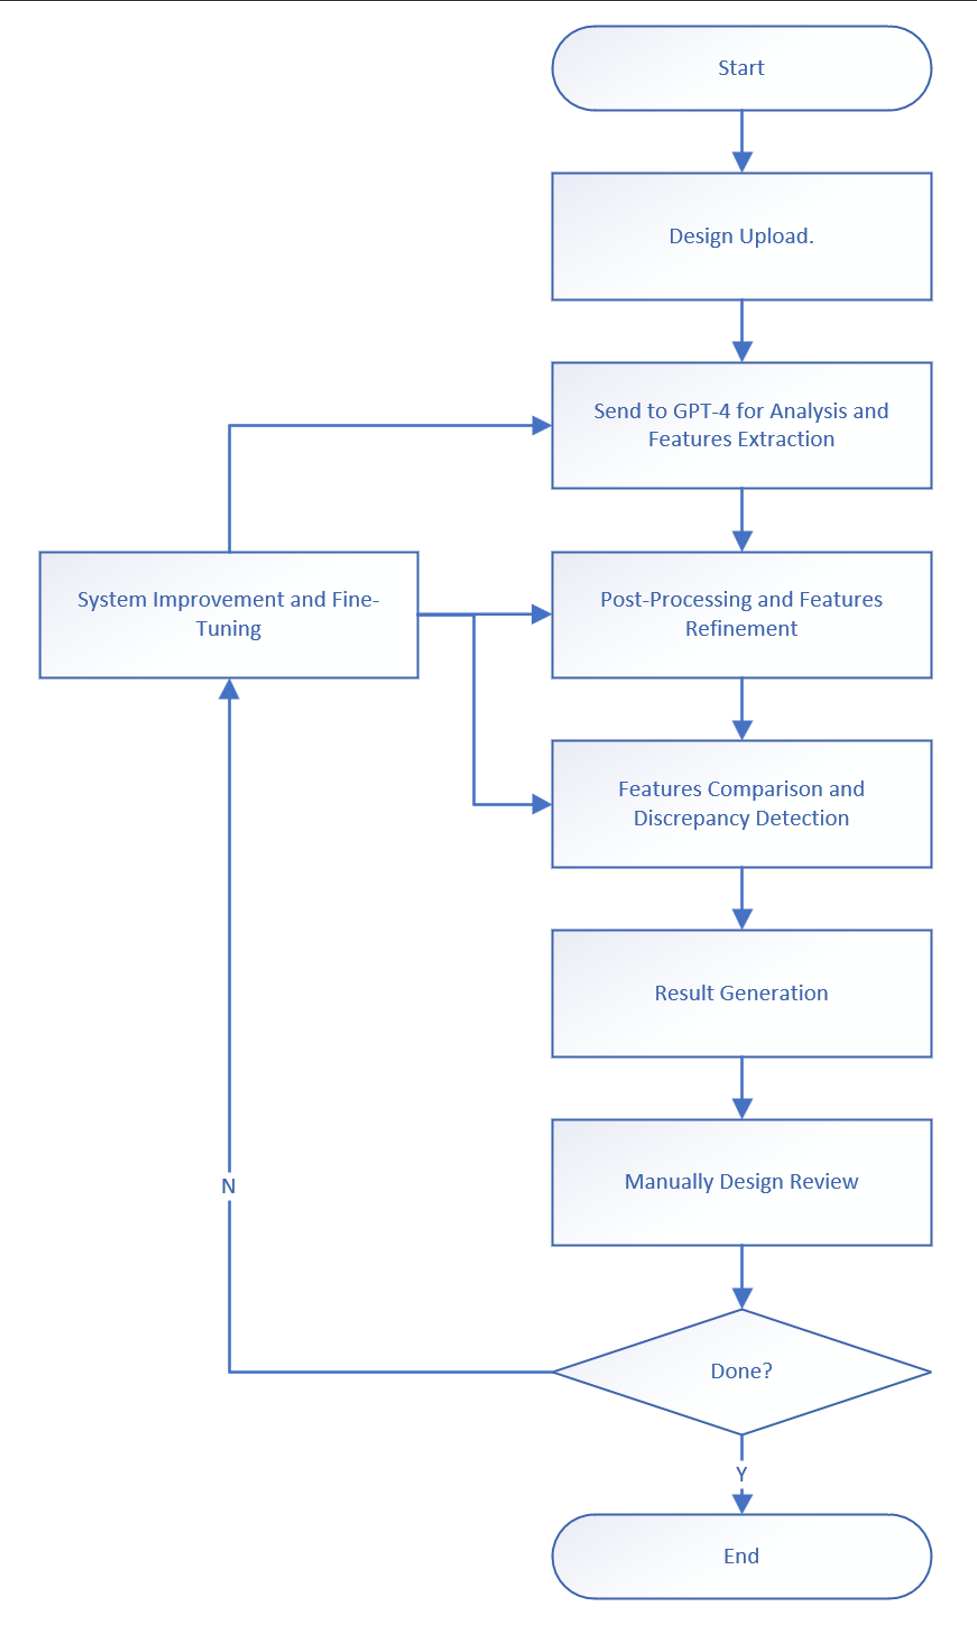 Start
Design Upload.
Send to GPT-4 for Analysis and
Features Extraction
System Improvement and Fine-
Tuning
Post-Processing and Features
Refinement
Features Comparison and
Discrepancy Detection
Result Generation
Manually Design Review
N
Done?
Y
End